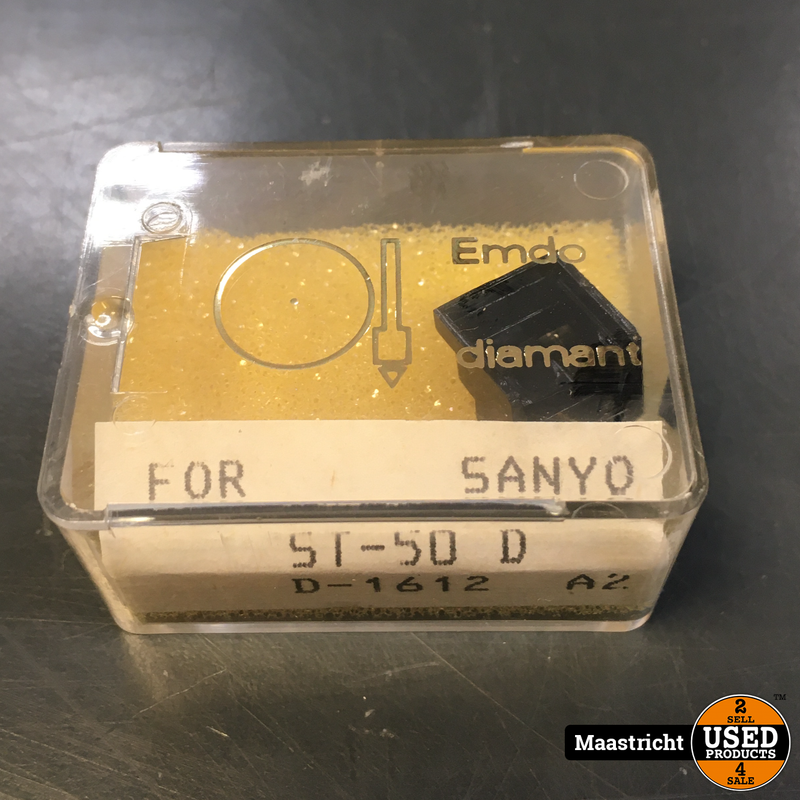 Emdo
diamant
FOR SANYO
ST-50 D
D-1612 A2
Maastricht
2
SELL
USED
PRODUCTS
4
SALE
TM